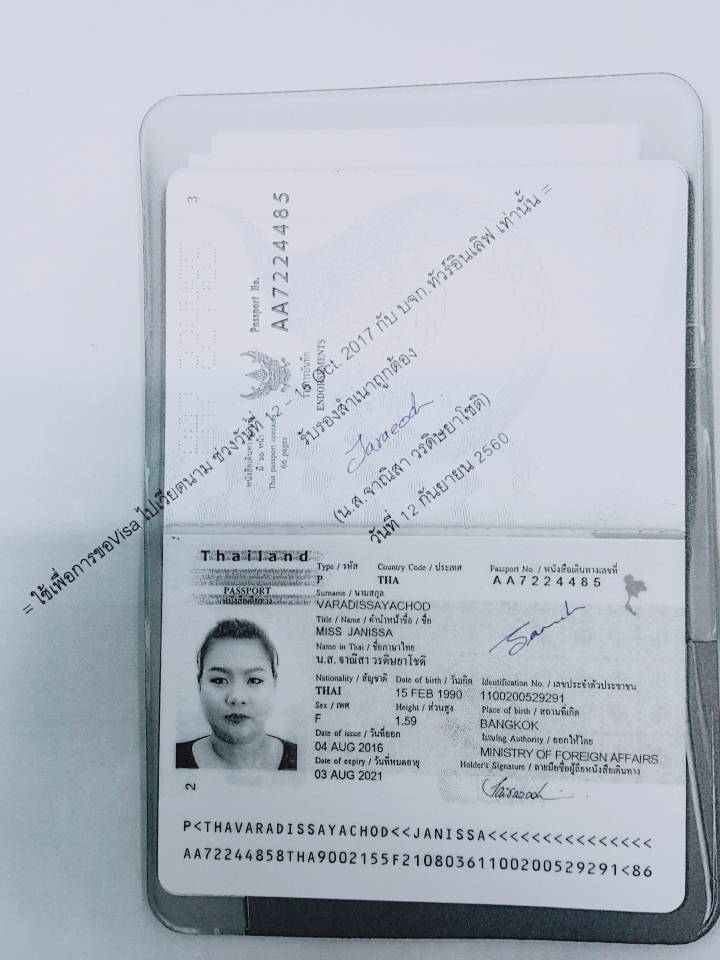 3
Passport No.
AA7224485
รายการบันทึก
ENDORSEMENTS
หนังสือเดินทางเล่มนี้
มี ๖๖ หน้า
This passport contains
66 pages
= ใช้เพื่อการขอVisa ไปเวียดนาม ช่วงวันที่ 12 – 1 Oct. 2017 กับ บจก.ทัวร์อินเลิฟ เท่านั้น =
รับรองสำเนาถูกต้อง
(น.ส.จาณิสา วรดิษยาโชติ)
วันที่ 12 กันยายน 2560
Thailand
PASSPORT
หนังสือเดินทาง
Type / รหัส Country Code / ประเทศ Passport No. / หนังสือเดินทางเลขที่
P THA AA7224485
Surname / นามสกุล
VARADISSAYACHOD
Title / Name / คำนำหน้าชื่อ / ชื่อ
MISS JANISSA
Name in Thai / ชื่อภาษาไทย
น.ส. จาณิสา วรดิษยาโชติ
Nationality / สัญชาติ Date of birth / วันเกิด Identification No. / เลขประจำตัวประชาชน
THAI 15 FEB 1990 1100200529291
Sex / เพศ Height / ส่วนสูง Place of birth / สถานที่เกิด
F 1.59 BANGKOK
Date of issue / วันที่ออก Issuing Authority / ออกให้โดย
04 AUG 2016 MINISTRY OF FOREIGN AFFAIRS
Date of expiry / วันที่หมดอายุ Holder's Signature / ลายมือชื่อผู้ถือหนังสือเดินทาง
03 AUG 2021
2
P<THAVARADISSAYACHOD<<JANISSA<<<<<<<<<<<<<<<
AA72244858THA9002155F21080361100200529291<86